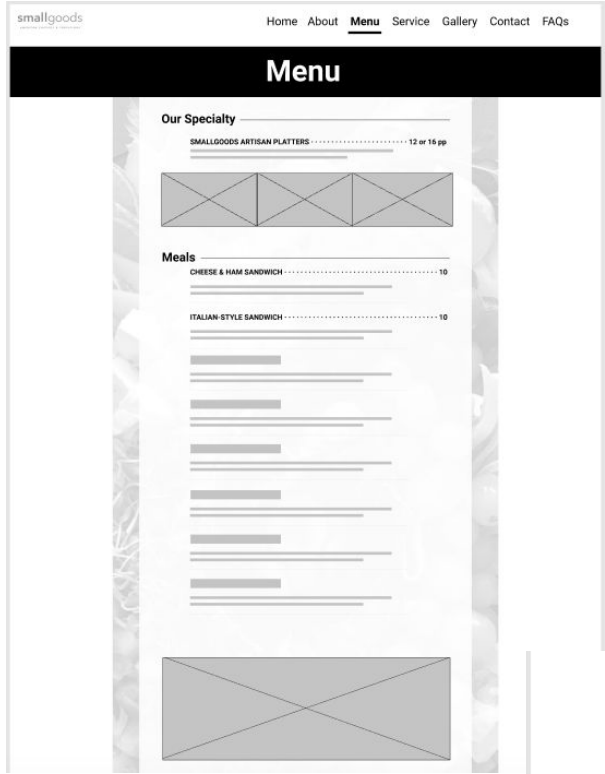 smallgoods
Home About Menu Service Gallery Contact FAQs
Menu
Our Specialty
SMALLGOODS ARTISAN PLATTERS ························ 12 or 16 pp
Meals
CHEESE & HAM SANDWICH ······································ 10
ITALIAN-STYLE SANDWICH ······································ 10